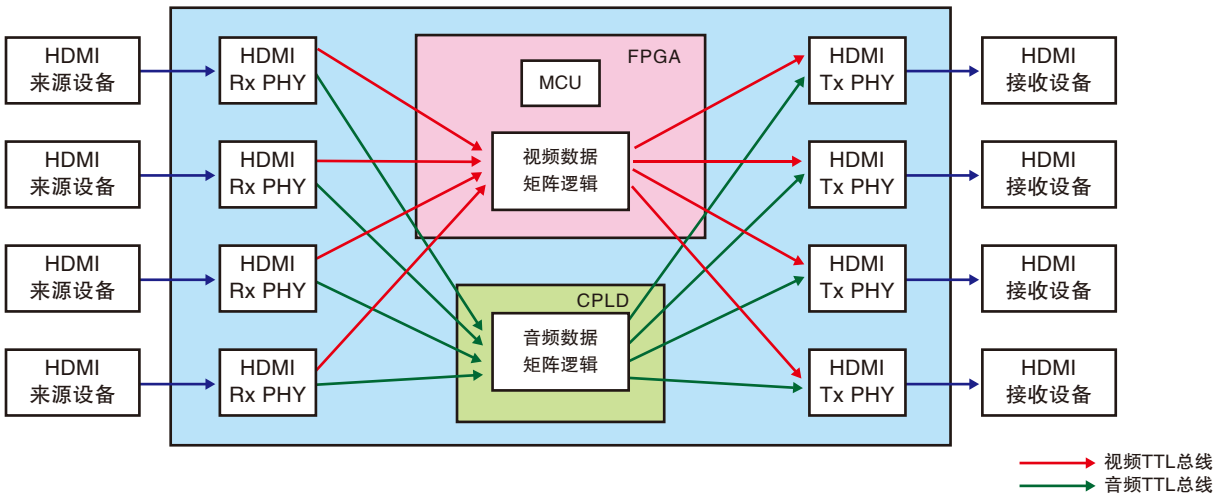 HDMI
来源设备
HDMI
Rx PHY
FPGA
MCU
HDMI
Tx PHY
HDMI
接收设备
HDMI
来源设备
HDMI
Rx PHY
视频数据
矩阵逻辑
HDMI
Tx PHY
HDMI
接收设备
HDMI
来源设备
HDMI
Rx PHY
HDMI
Tx PHY
HDMI
接收设备
CPLD
音频数据
矩阵逻辑
HDMI
来源设备
HDMI
Rx PHY
HDMI
Tx PHY
HDMI
接收设备
视频TTL总线
音频TTL总线